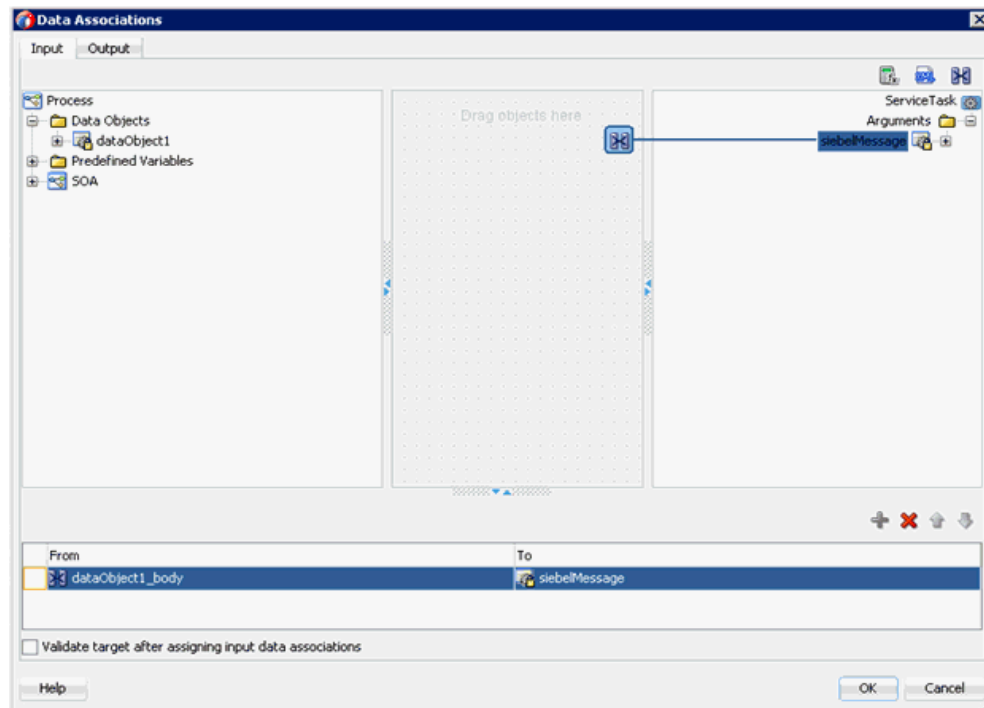 Data Associations
Input Output
Process
Data Objects
dataObject1
Predefined Variables
SOA
Drag objects here
ServiceTask
Arguments
siebelMessage
From To
dataObject1_body siebelMessage
Validate target after assigning input data associations
Help OK Cancel